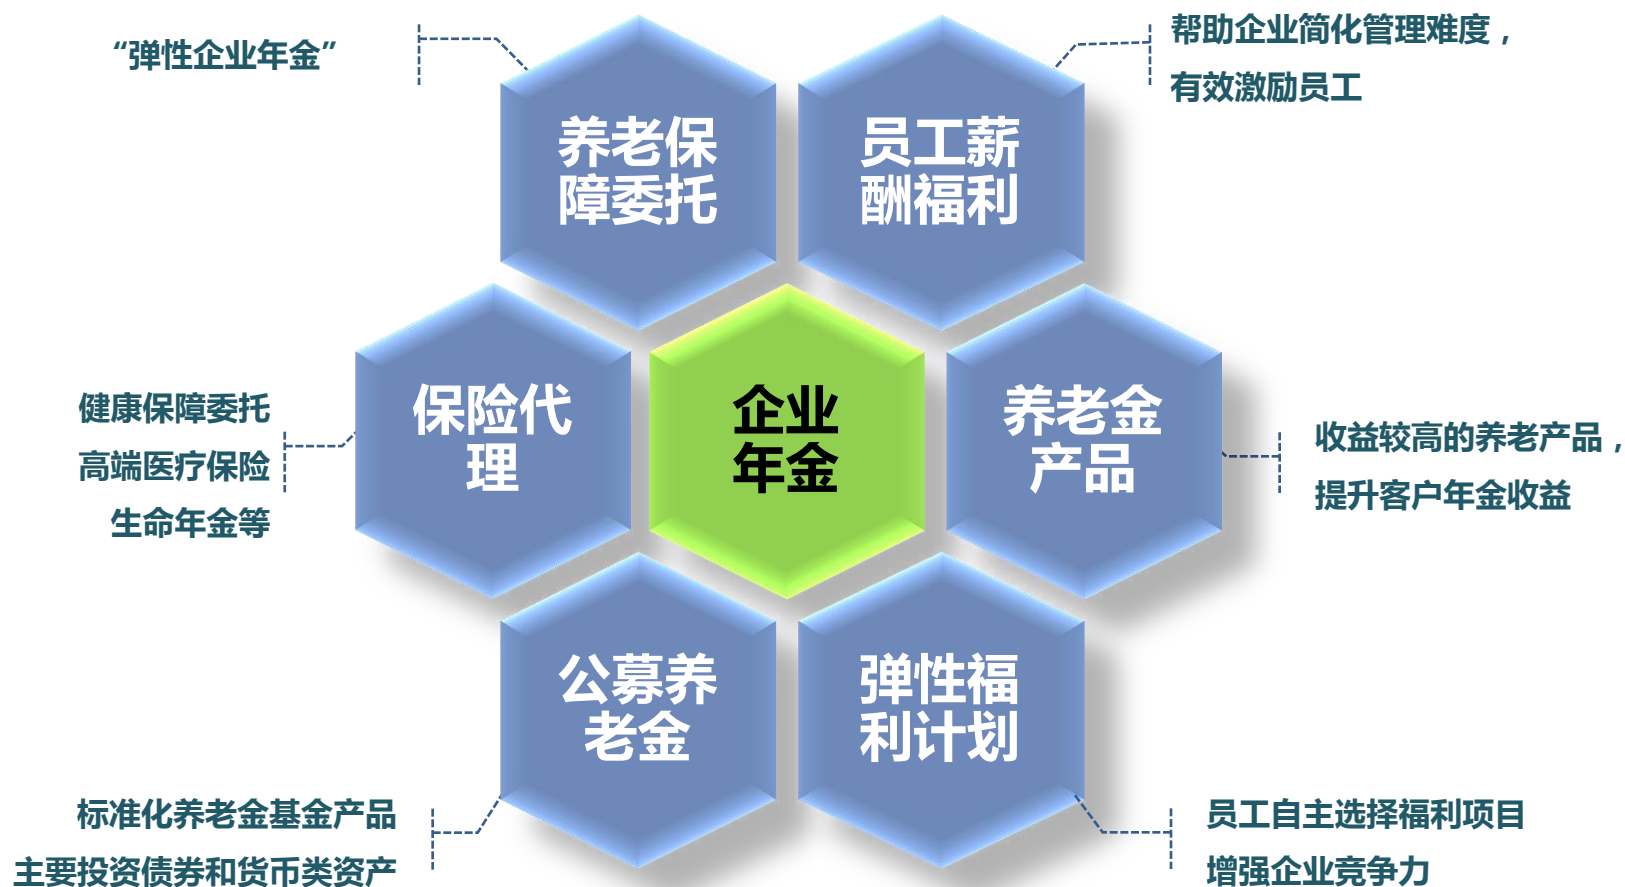 “弹性企业年金”
养老保
障委托
员工薪
酬福利
帮助企业简化管理难度，
有效激励员工
健康保障委托
高端医疗保险
生命年金等
保险代
理
企业
年金
养老金
产品
收益较高的养老产品，
提升客户年金收益
标准化养老金基金产品
主要投资债券和货币类资产
公募养
老金
弹性福
利计划
员工自主选择福利项目
增强企业竞争力